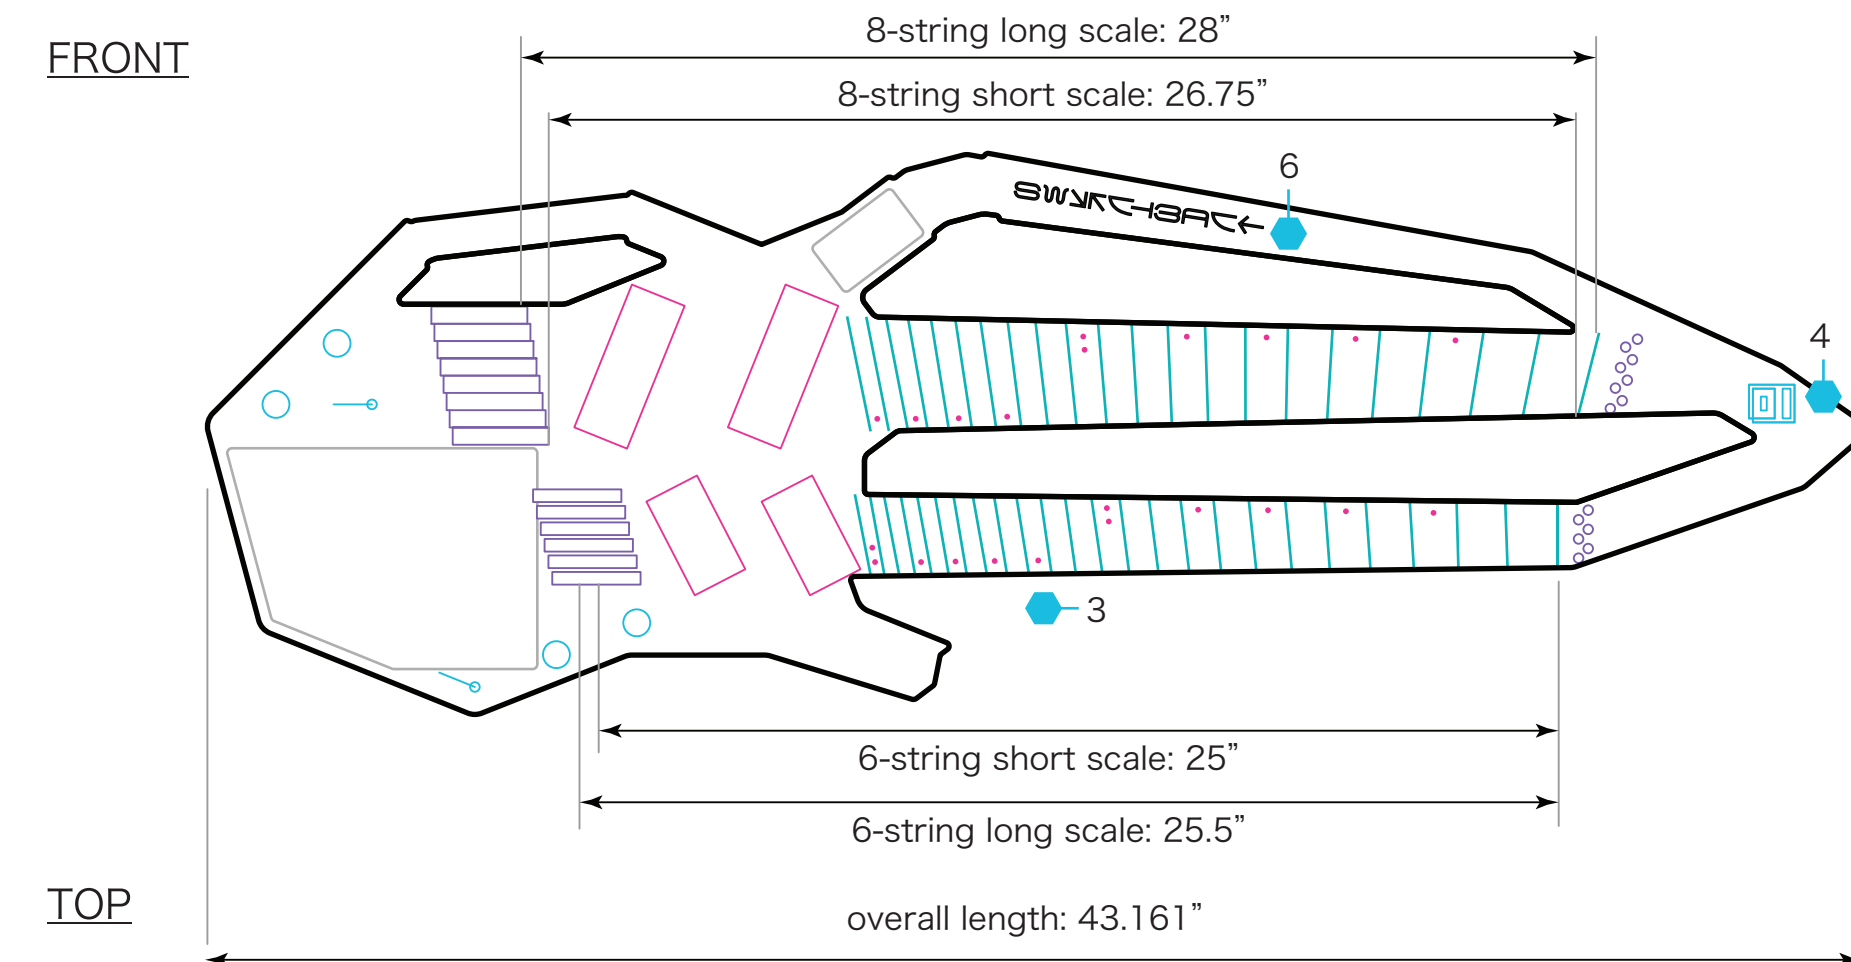 FRONT
8-string long scale: 28”
8-string short scale: 26.75”
6
SWYTCHBACK
4
3
6-string short scale: 25”
6-string long scale: 25.5”
TOP
overall length: 43.161”